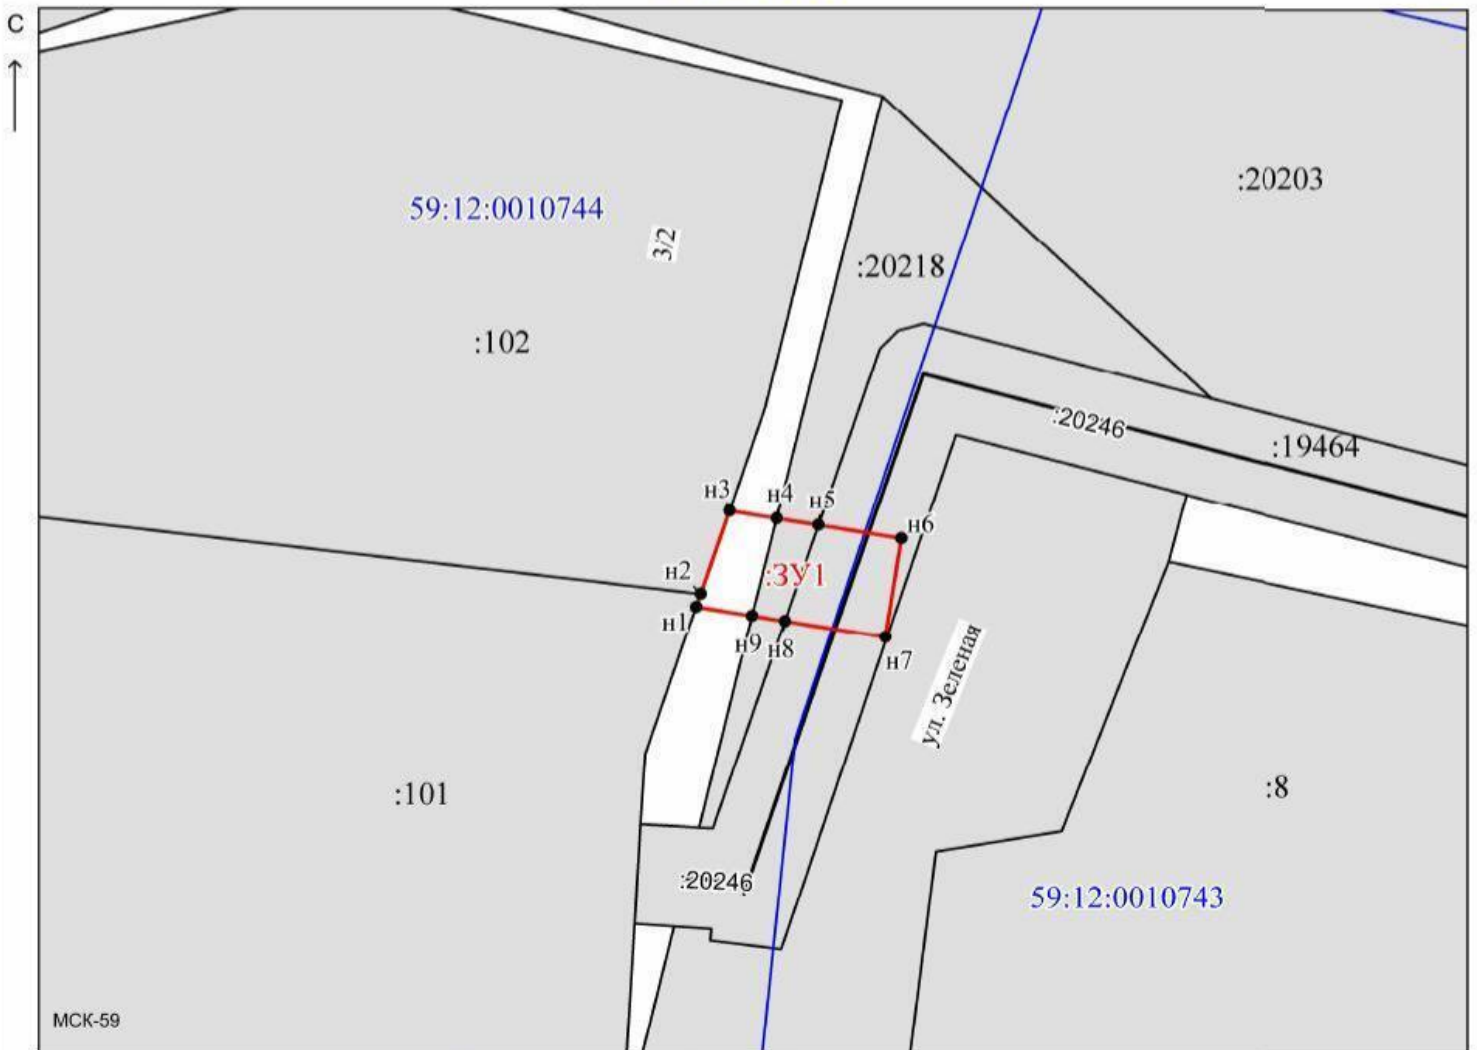 С
:20203
59:12:0010744
3/2
:20218
:102
:20246
:19464
н3
н4
н5
н6
н2
:ЗУ1
н1
н9
н8
н7
ул. Зеленая
:101
:8
:20246
59:12:0010743
МСК-59